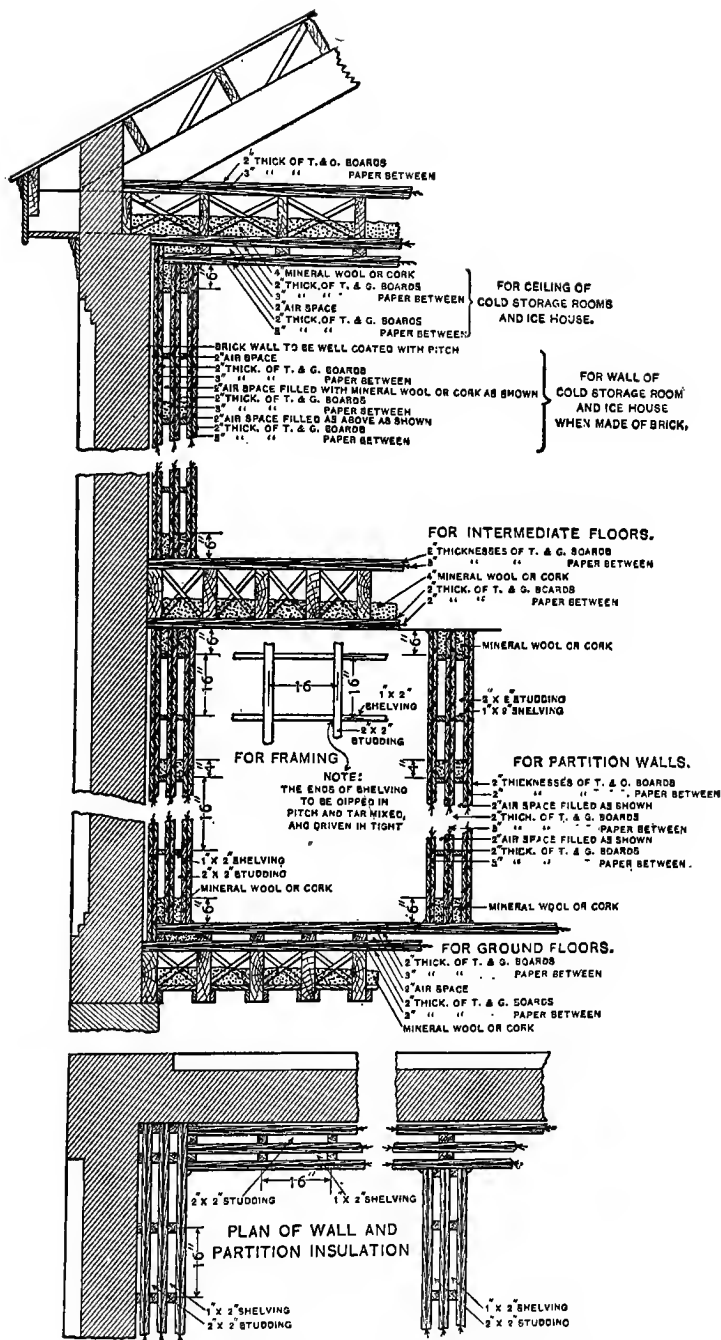 2" THICK OF T. & G. BOARDS
3" " " PAPER BETWEEN
6"
4" MINERAL WOOL OR CORK
2" THICK. OF T. & G. BOARDS
3" " " " PAPER BETWEEN
2" AIR SPACE
2" THICK. OF T. & G. BOARDS
" " PAPER BETWEEN
FOR CEILING OF
COLD STORAGE ROOMS
AND ICE HOUSE.
BRICK WALL TO BE WELL COATED WITH PITCH
2" AIR SPACE
2" THICK. OF T. & G. BOARDS
3" " " PAPER BETWEEN
2" AIR SPACE FILLED WITH MINERAL WOOL OR CORK AS SHOWN
2" THICK. OF T. & G. BOARDS
3" " " PAPER BETWEEN
2" AIR SPACE FILLED AS ABOVE AS SHOWN
2" THICK. OF T. & G. BOARDS
" " PAPER BETWEEN
FOR WALL OF
COLD STORAGE ROOM
AND ICE HOUSE
WHEN MADE OF BRICK.
6"
FOR INTERMEDIATE FLOORS.
THICKNESSES OF T. & G. BOARDS
" " PAPER BETWEEN
4" MINERAL WOOL OR CORK
2" THICK. OF T. & G. BOARDS
2" " " PAPER BETWEEN
6"
6"
MINERAL WOOL OR CORK
16"
16
16"
1" X 2"
SHELVING
2" X 2"
STUDDING
2" X 2" STUDDING
1" X 2" SHELVING
FOR FRAMING
NOTE:
THE ENDS OF SHELVING
TO BE DIPPED IN
PITCH AND TAR MIXED,
AND DRIVEN IN TIGHT
4"
4"
16"
FOR PARTITION WALLS.
2" THICKNESSES OF T. & G. BOARDS
2" " " " " , PAPER BETWEEN
2" AIR SPACE FILLED AS SHOWN
2" THICK. OF T. & G. BOARDS
" " PAPER BETWEEN
2" AIR SPACE FILLED AS SHOWN
2" THICK. OF T. & G. BOARDS
" " PAPER BETWEEN.
1" X 2" SHELVING
2" X 2" STUDDING
MINERAL WOOL OR CORK
6"
6"
MINERAL WOOL OR CORK
FOR GROUND FLOORS.
2" THICK. OF T. & G. BOARDS
3" " " PAPER BETWEEN
2" AIR SPACE
2" THICK. OF T. & G. BOARDS
2" " " PAPER BETWEEN
MINERAL WOOL OR CORK
16"
2" X 2" STUDDING
1" X 2" SHELVING
PLAN OF WALL AND
PARTITION INSULATION
16"
1" X 2" SHELVING
2" X 2" STUDDING
1" X 2" SHELVING
2" X 2" STUDDING